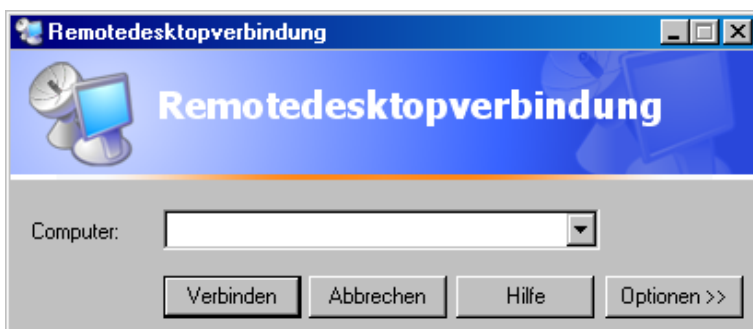 Remotedesktopverbindung
Remotedesktopverbindung
Computer:
Verbinden Abbrechen Hilfe Optionen >>